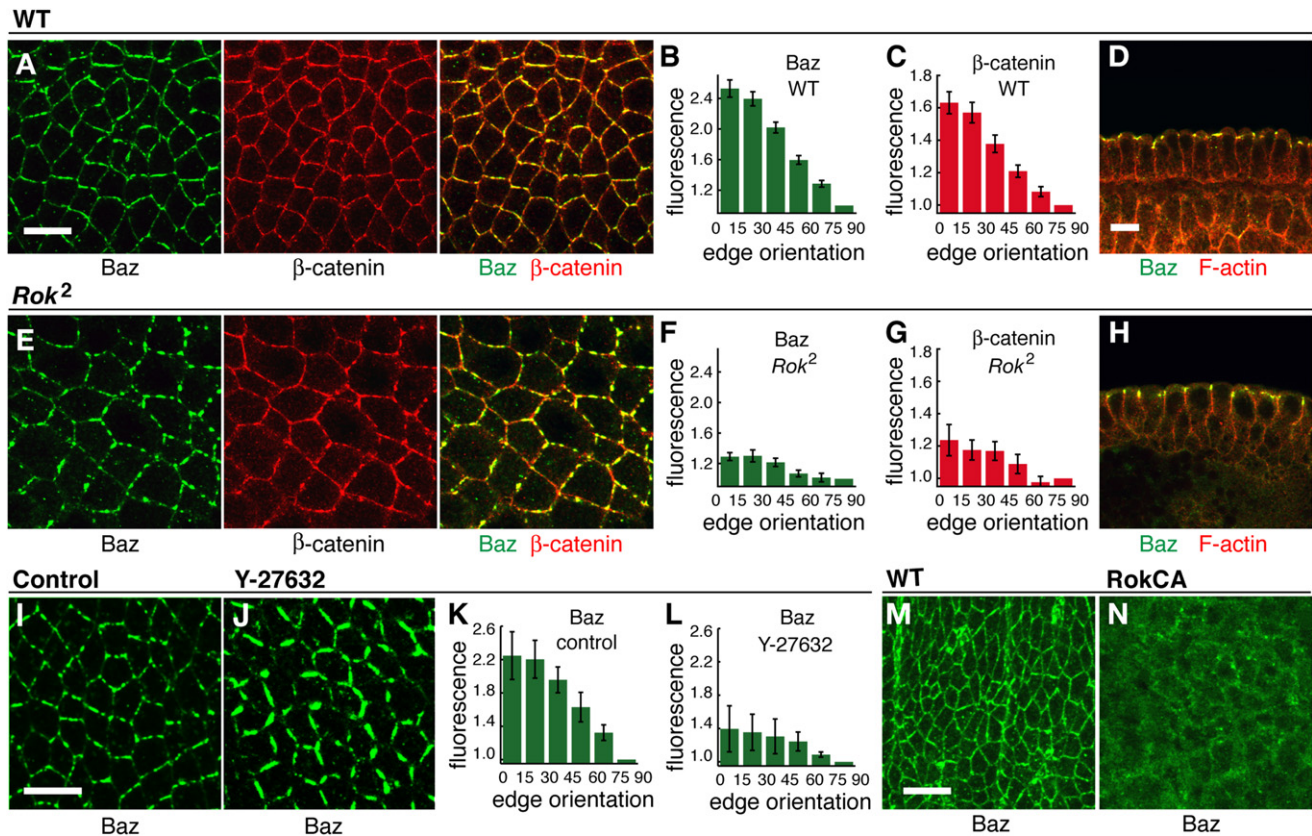 WT
A
Baz
β-catenin
Baz β-catenin
B
Baz
WT
fluorescence
2.4
2.0
1.6
1.2
0 15 30 45 60 75 90
edge orientation
C
β-catenin
WT
fluorescence
1.8
1.6
1.4
1.2
1.0
0 15 30 45 60 75 90
edge orientation
D
Baz F-actin
Rok²
E
Baz
β-catenin
Baz β-catenin
F
Baz
Rok²
fluorescence
2.4
2.0
1.6
1.2
0 15 30 45 60 75 90
edge orientation
G
β-catenin
Rok²
fluorescence
1.8
1.6
1.4
1.2
1.0
0 15 30 45 60 75 90
edge orientation
H
Baz F-actin
Control
I
Baz
Y-27632
J
Baz
K
Baz
control
fluorescence
2.6
2.2
1.8
1.4
1.0
0 15 30 45 60 75 90
edge orientation
L
Baz
Y-27632
fluorescence
2.6
2.2
1.8
1.4
1.0
0 15 30 45 60 75 90
edge orientation
WT
M
Baz
RokCA
N
Baz